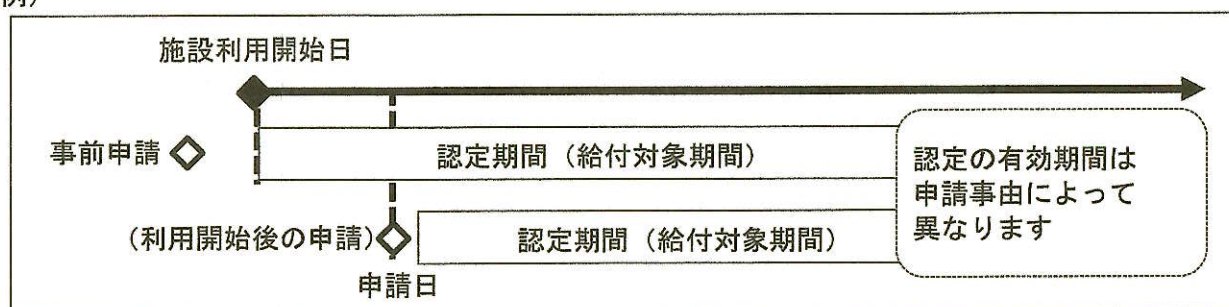 例）
施設利用開始日
事前申請
認定期間（給付対象期間）
認定の有効期間は
申請事由によって
異なります
（利用開始後の申請）
認定期間（給付対象期間）
申請日